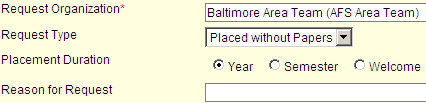 Request Organization* Baltimore Area Team (AFS Area Team)
Request Type Placed without Papers
Placement Duration Year Semester Welcome
Reason for Request